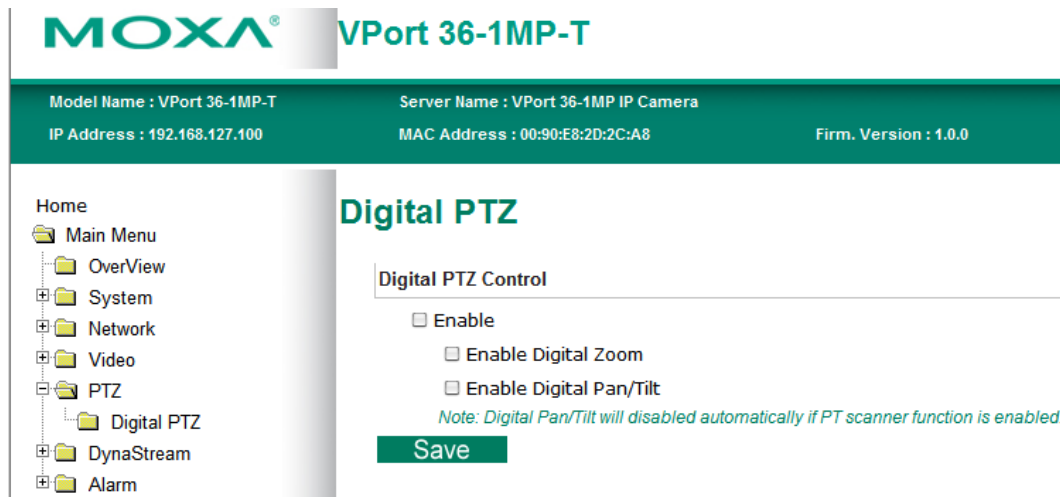 MOXA® VPort 36-1MP-T
Model Name : VPort 36-1MP-T Server Name : VPort 36-1MP IP Camera
IP Address : 192.168.127.100 MAC Address : 00:90:E8:2D:2C:A8 Firm. Version : 1.0.0
Home
Main Menu
OverView
System
Network
Video
PTZ
Digital PTZ
DynaStream
Alarm
Digital PTZ
Digital PTZ Control
Enable
Enable Digital Zoom
Enable Digital Pan/Tilt
Note: Digital Pan/Tilt will disabled automatically if PT scanner function is enabled
Save